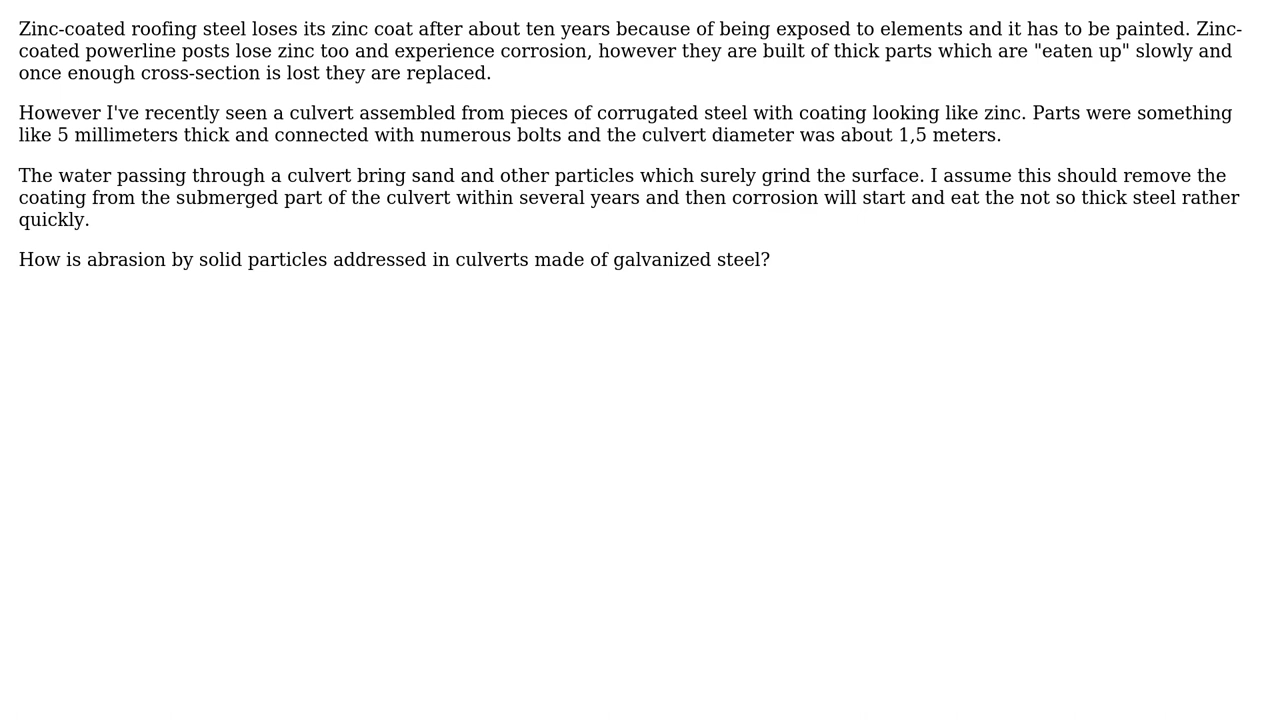 Zinc-coated roofing steel loses its zinc coat after about ten years because of being exposed to elements and it has to be painted. Zinc-
coated powerline posts lose zinc too and experience corrosion, however they are built of thick parts which are "eaten up" slowly and
once enough cross-section is lost they are replaced.
However I've recently seen a culvert assembled from pieces of corrugated steel with coating looking like zinc. Parts were something
like 5 millimeters thick and connected with numerous bolts and the culvert diameter was about 1,5 meters.
The water passing through a culvert bring sand and other particles which surely grind the surface. I assume this should remove the
coating from the submerged part of the culvert within several years and then corrosion will start and eat the not so thick steel rather
quickly.
How is abrasion by solid particles addressed in culverts made of galvanized steel?